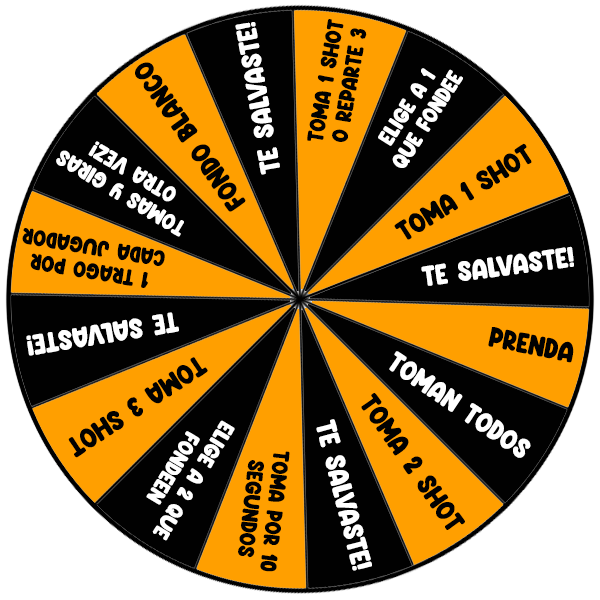 TOMA 1 SHOT
O REPARTE 3
ELIGE A 1
QUE FONDEE
TOMA 1 SHOT
TE SALVASTE!
PRENDA
TOMAN TODOS
TOMA 2 SHOT
TE SALVASTE!
TOMA POR 10
SEGUNDOS
ELIGE A 2 QUE
FONDEEN
TOMA 3 SHOT
TE SALVASTE!
1 TRAGO POR
CADA JUGADOR
TOMAS Y GIRAS
OTRA VEZ!
FONDO BLANCO
TE SALVASTE!